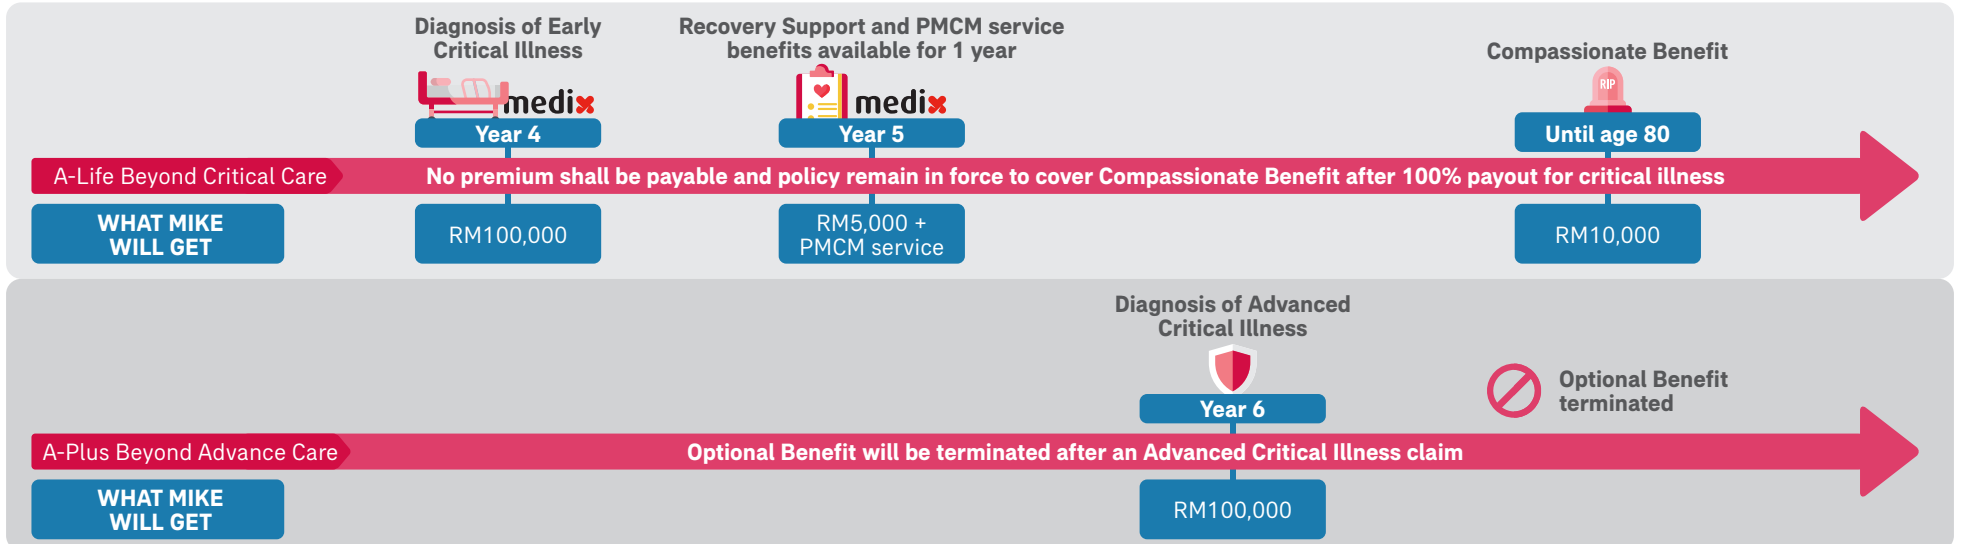 Diagnosis of Early
Critical Illness
medix
Year 4
Recovery Support and PMCM service
benefits available for 1 year
medix
Year 5
Compassionate Benefit
RIP
Until age 80
A-Life Beyond Critical Care
No premium shall be payable and policy remain in force to cover Compassionate Benefit after 100% payout for critical illness
WHAT MIKE
WILL GET
RM100,000
RM5,000 +
PMCM service
RM10,000
Diagnosis of Advanced
Critical Illness
Year 6
Optional Benefit
terminated
A-Plus Beyond Advance Care
Optional Benefit will be terminated after an Advanced Critical Illness claim
WHAT MIKE
WILL GET
RM100,000